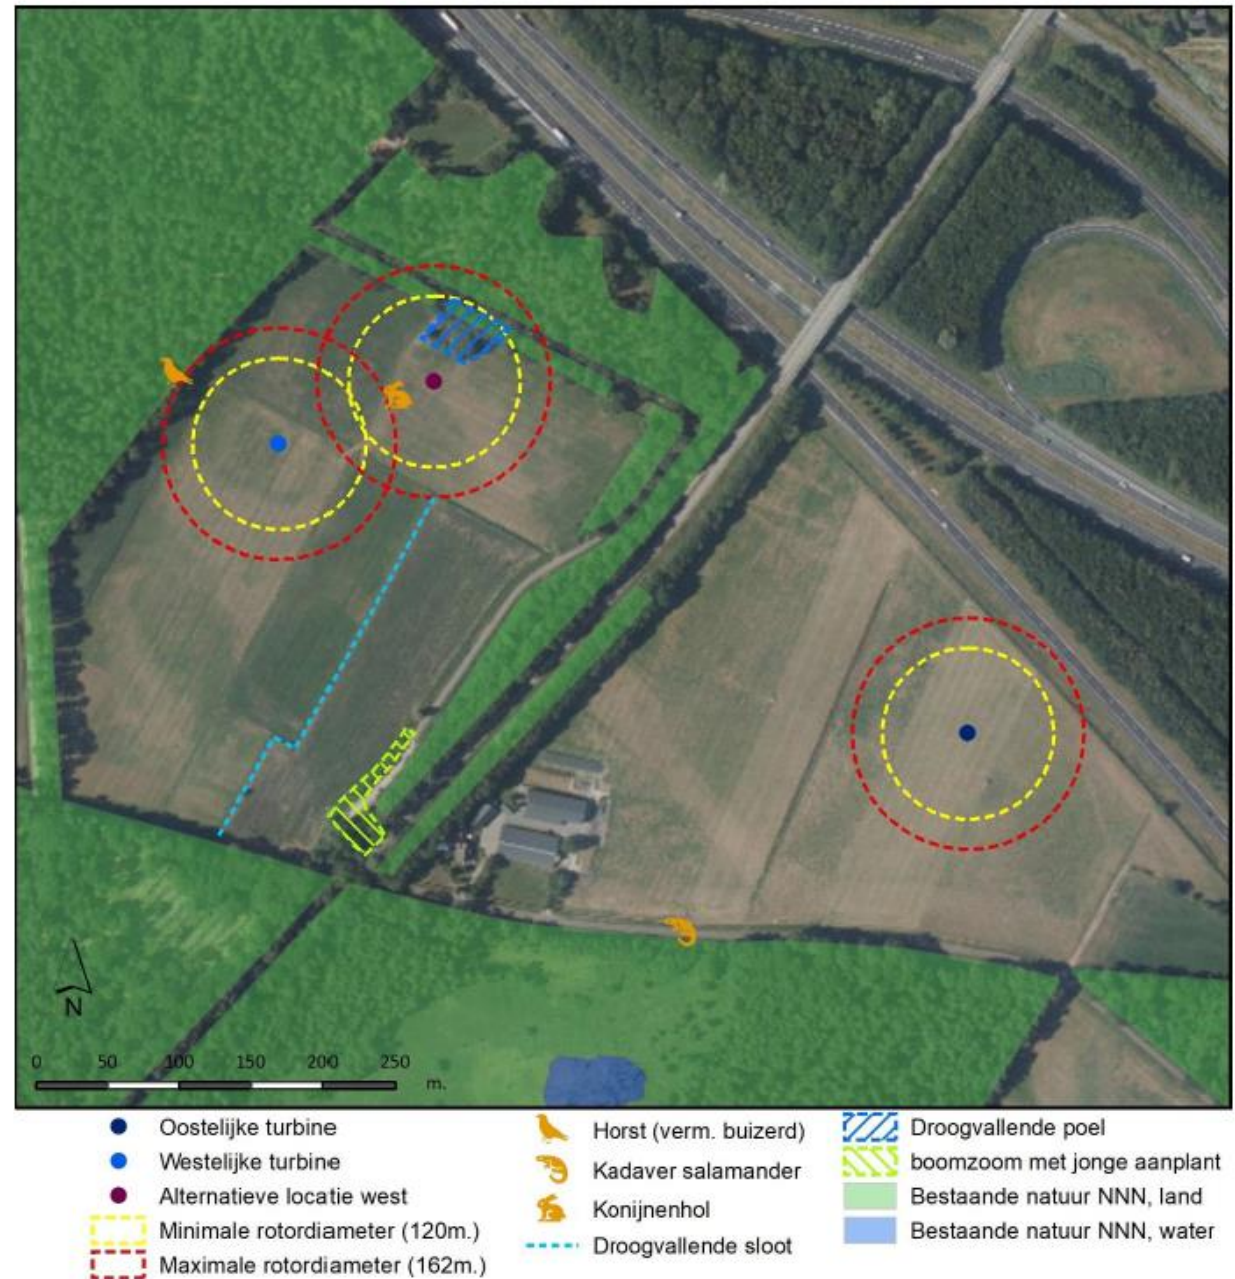 N
0 50 100 150 200 250
m.
Oostelijke turbine
Westelijke turbine
Alternatieve locatie west
Minimale rotordiameter (120m.)
Maximale rotordiameter (162m.)
Horst (verm. buizerd)
Kadaver salamander
Konijnenhol
Droogvallende sloot
Droogvallende poel
boomzoom met jonge aanplant
Bestaande natuur NNN, land
Bestaande natuur NNN, water